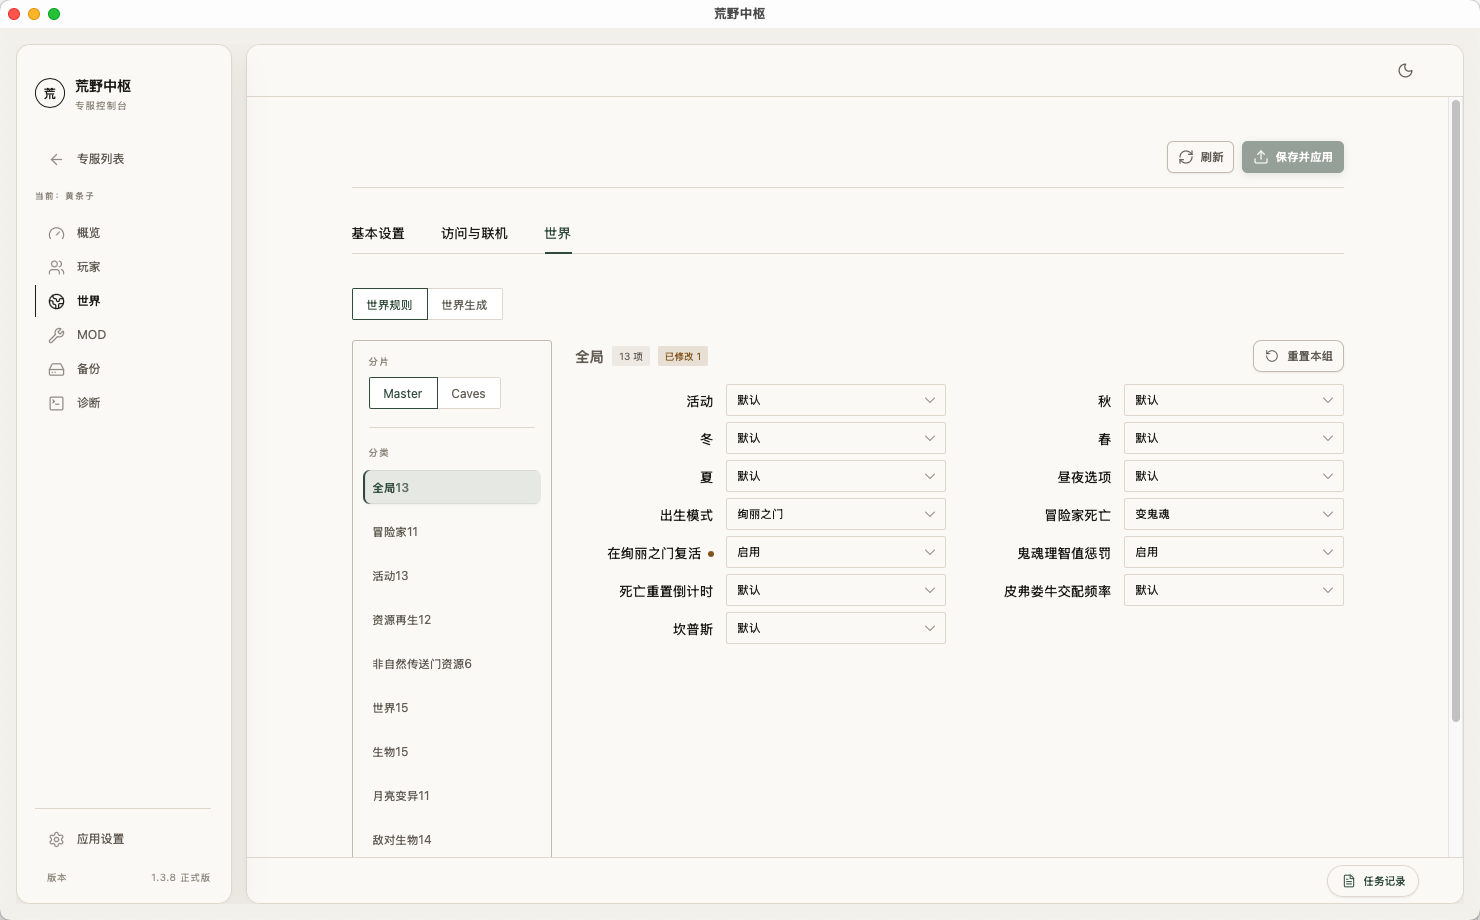 荒野中枢
荒
荒野中枢
专服控制台
专服列表
当前：黄条子
概览
玩家
世界
MOD
备份
诊断
应用设置
版本 1.3.8 正式版
刷新 保存并应用
基本设置 访问与联机 世界
世界规则 世界生成
分片
Master Caves
分类
全局13
冒险家11
活动13
资源再生12
非自然传送门资源6
世界15
生物15
月亮变异11
敌对生物14
全局 13 项 已修改 1 重置本组
活动 默认 秋 默认
冬 默认 春 默认
夏 默认 昼夜选项 默认
出生模式 绚丽之门 冒险家死亡 变鬼魂
在绚丽之门复活 启用 鬼魂理智值惩罚 启用
死亡重置倒计时 默认 皮弗娄牛交配频率 默认
坎普斯 默认
任务记录